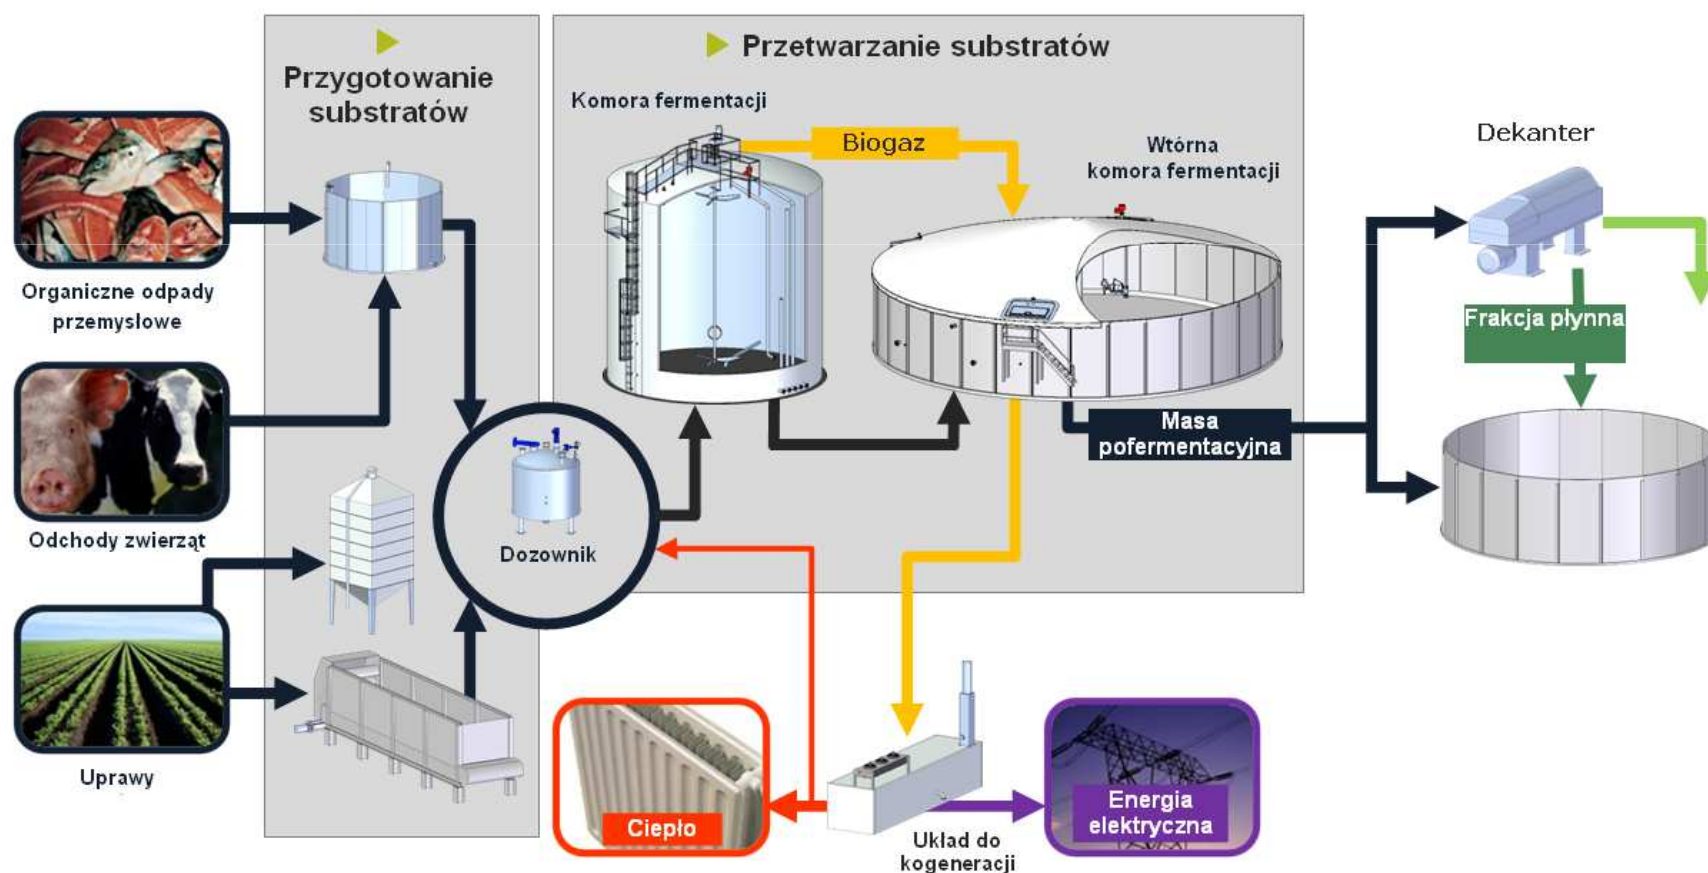 Przygotowanie
substratów
Przetwarzanie substratów
Komora fermentacji
Biogaz
Wtórna
komora fermentacji
Dekanter
Organiczne odpady
przemysłowe
Frakcja płynna
Masa
pofermentacyjna
Odchody zwierząt
Dozownik
Uprawy
Ciepło
Energia
elektryczna
Układ do
kogeneracji